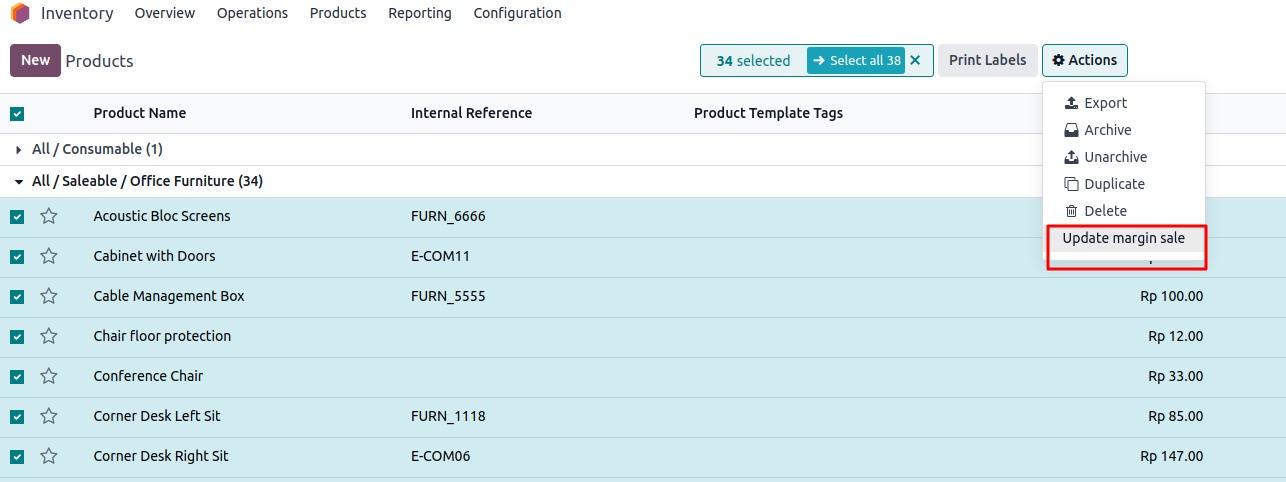 Inventory Overview Operations Products Reporting Configuration
New Products 34 selected Select all 38 Print Labels Actions
Product Name Internal Reference Product Template Tags
Export
All / Consumable (1)
Archive
Unarchive
All / Saleable / Office Furniture (34)
Duplicate
Delete
Acoustic Bloc Screens FURN_6666
Update margin sale
Cabinet with Doors E-COM11
Cable Management Box FURN_5555 Rp 100.00
Chair floor protection Rp 12.00
Conference Chair Rp 33.00
Corner Desk Left Sit FURN_1118 Rp 85.00
Corner Desk Right Sit E-COM06 Rp 147.00